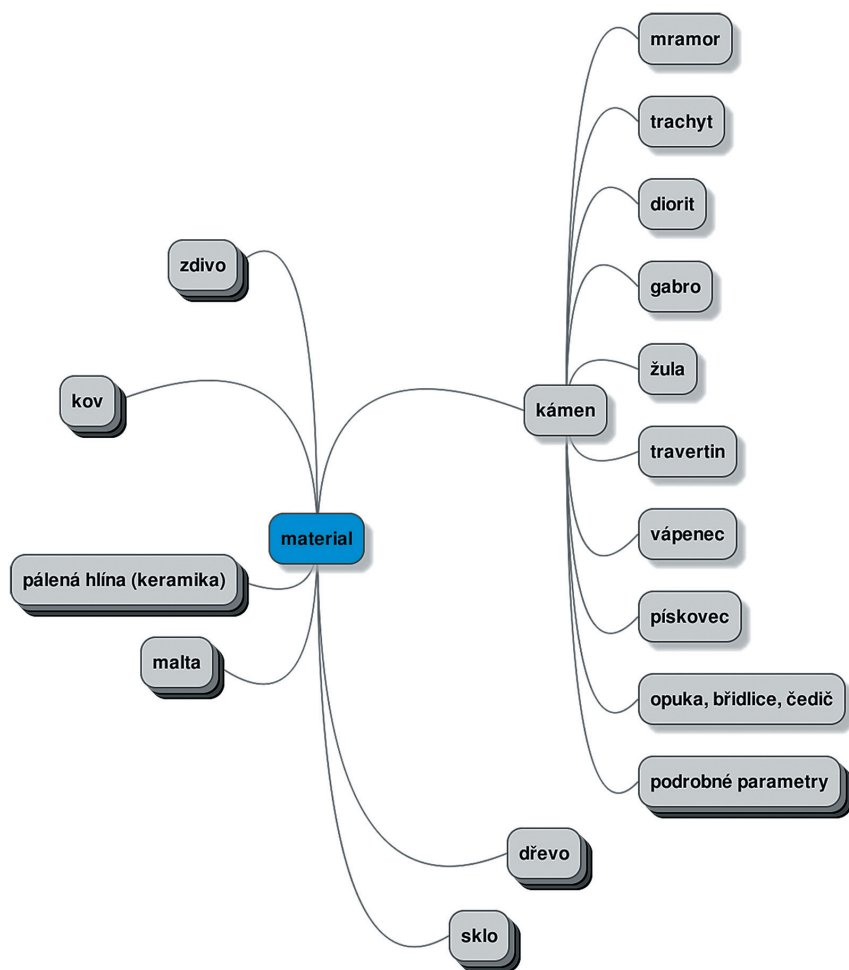 mramor
trachyt
diorit
zdivo
gabro
žula
kov
kámen
travertin
vápenec
material
pálená hlína (keramika)
pískovec
malta
opuka, břidlice, čedič
podrobné parametry
dřevo
sklo